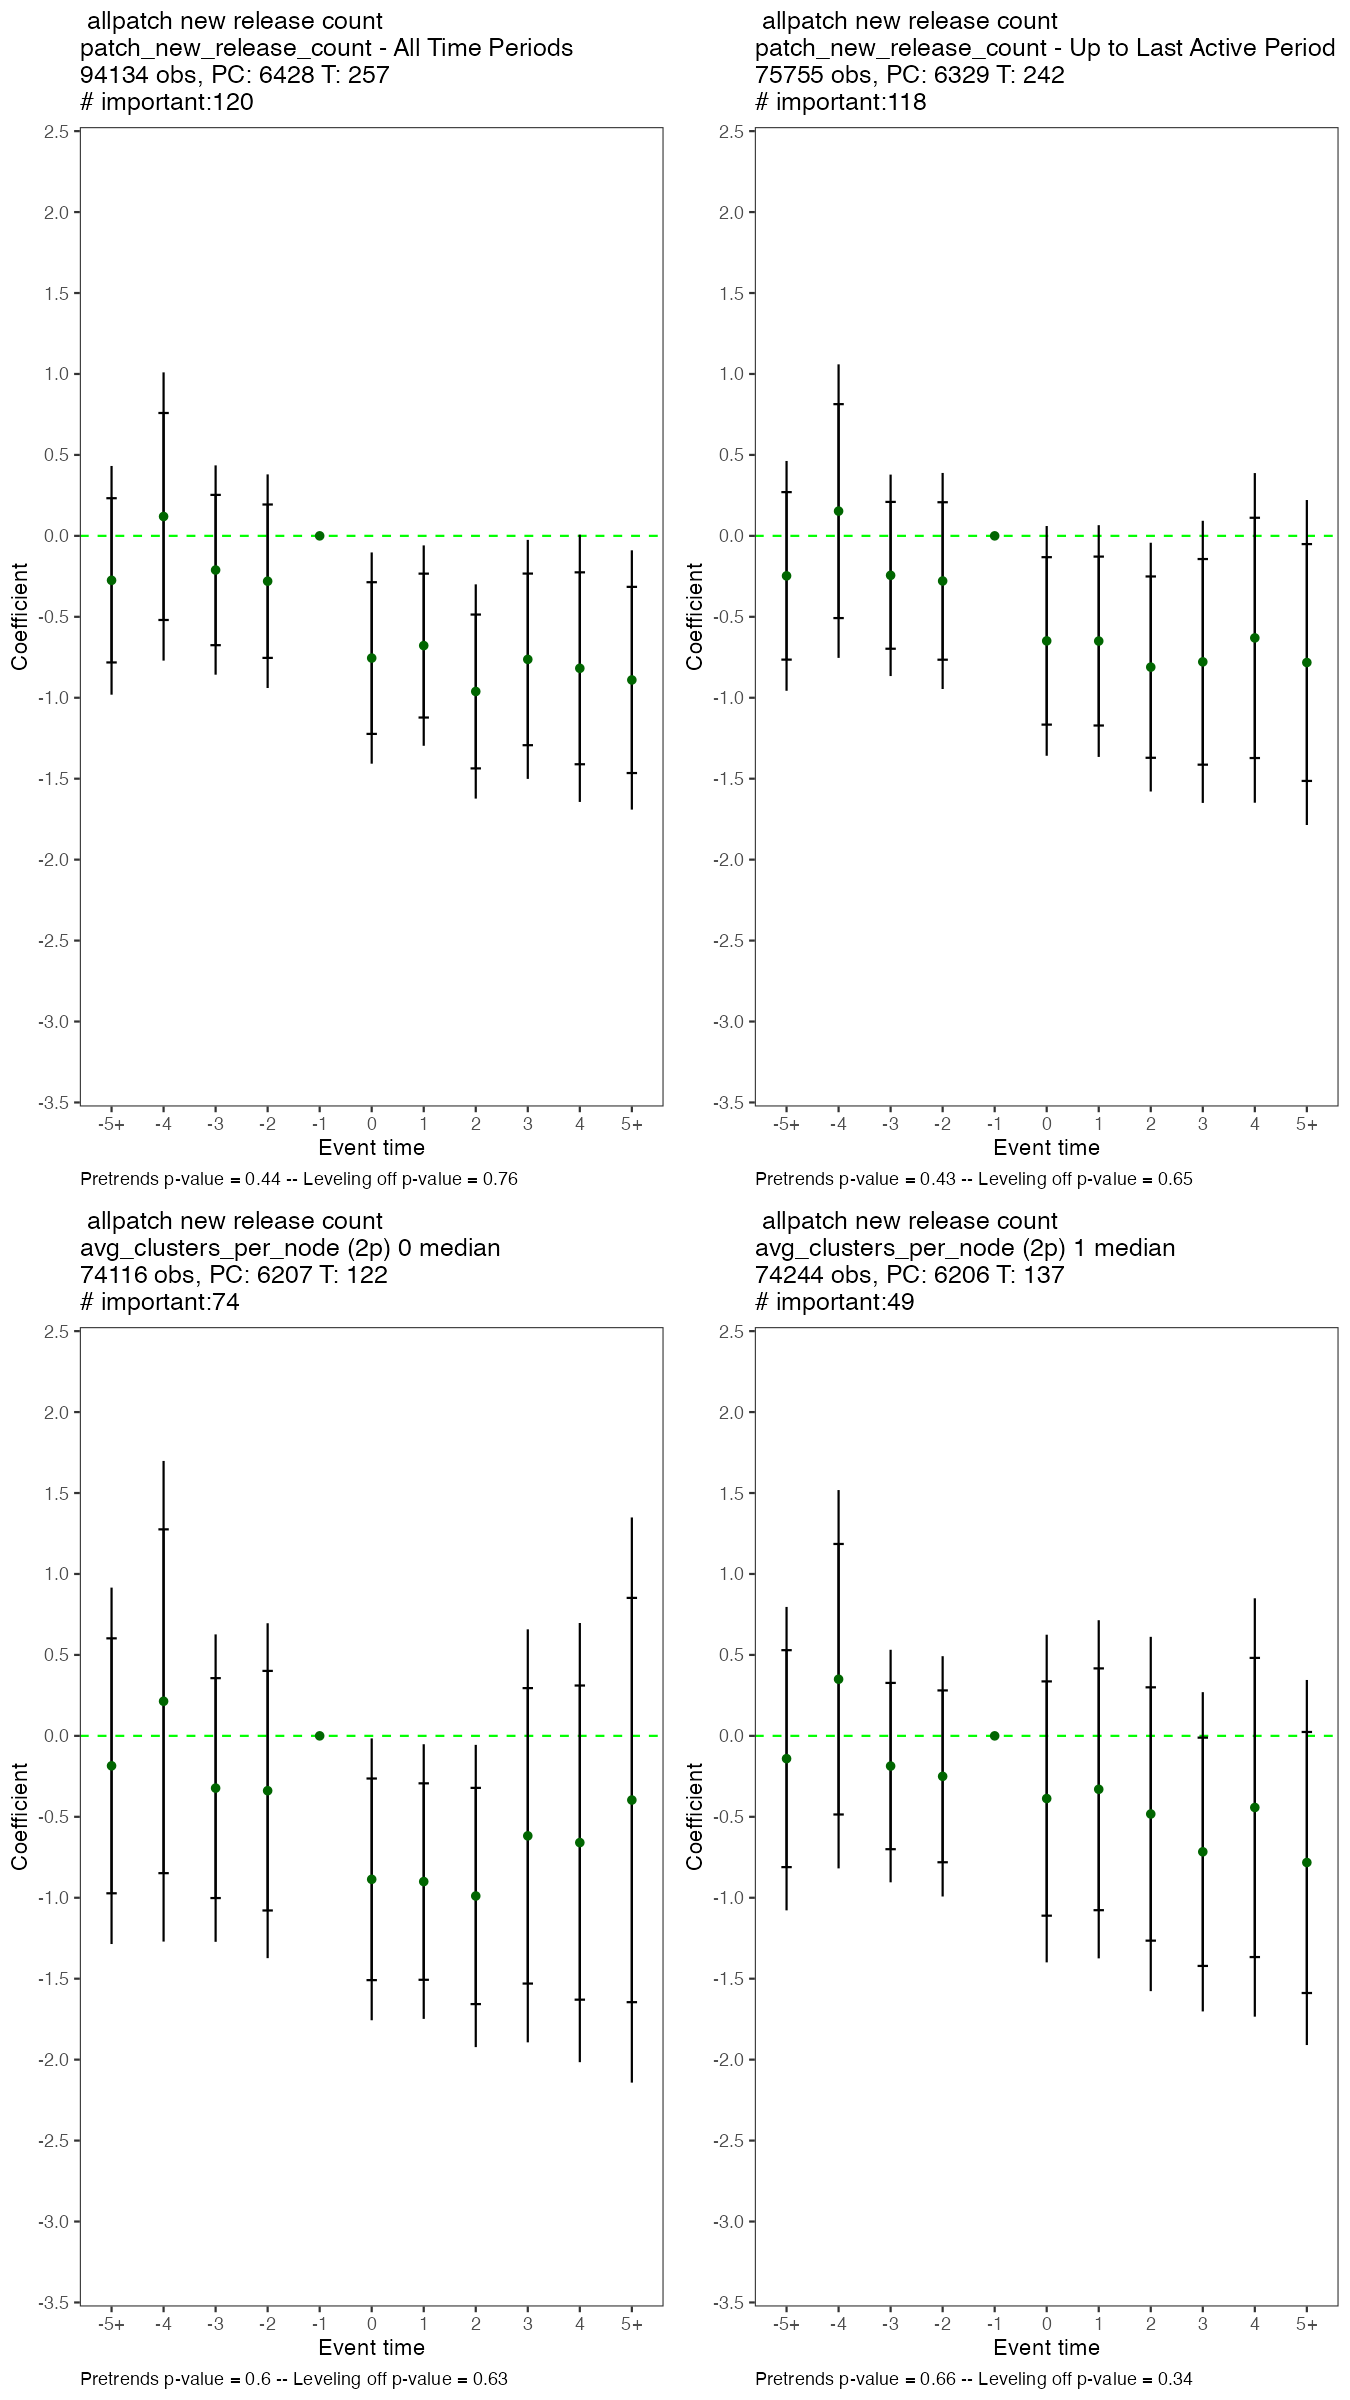 allpatch new release count
patch_new_release_count - All Time Periods
94134 obs, PC: 6428 T: 257
# important:120
2.5
2.0
1.5
1.0
0.5
0.0
-0.5
-1.0
-1.5
-2.0
-2.5
-3.0
-3.5
Coefficient
-5+ -4 -3 -2 -1 0 1 2 3 4 5+
Event time
Pretrends p-value = 0.44 -- Leveling off p-value = 0.76
allpatch new release count
patch_new_release_count - Up to Last Active Period
75755 obs, PC: 6329 T: 242
# important:118
2.5
2.0
1.5
1.0
0.5
0.0
-0.5
-1.0
-1.5
-2.0
-2.5
-3.0
-3.5
Coefficient
-5+ -4 -3 -2 -1 0 1 2 3 4 5+
Event time
Pretrends p-value = 0.43 -- Leveling off p-value = 0.65
allpatch new release count
avg_clusters_per_node (2p) 0 median
74116 obs, PC: 6207 T: 122
# important:74
2.5
2.0
1.5
1.0
0.5
0.0
-0.5
-1.0
-1.5
-2.0
-2.5
-3.0
-3.5
Coefficient
-5+ -4 -3 -2 -1 0 1 2 3 4 5+
Event time
Pretrends p-value = 0.6 -- Leveling off p-value = 0.63
allpatch new release count
avg_clusters_per_node (2p) 1 median
74244 obs, PC: 6206 T: 137
# important:49
2.5
2.0
1.5
1.0
0.5
0.0
-0.5
-1.0
-1.5
-2.0
-2.5
-3.0
-3.5
Coefficient
-5+ -4 -3 -2 -1 0 1 2 3 4 5+
Event time
Pretrends p-value = 0.66 -- Leveling off p-value = 0.34